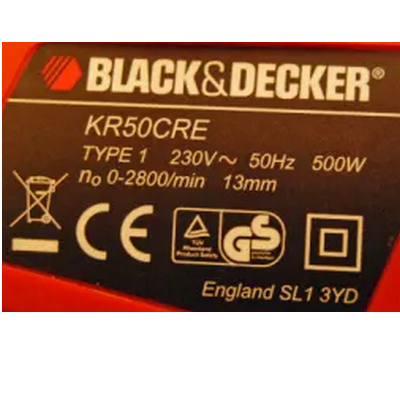 BLACK&DECKER®
KR50CRE
TYPE 1 230V~ 50Hz 500W
no 0-2800/min 13mm
CE TÜV Rheinland Product Safety GS
England SL1 3YD